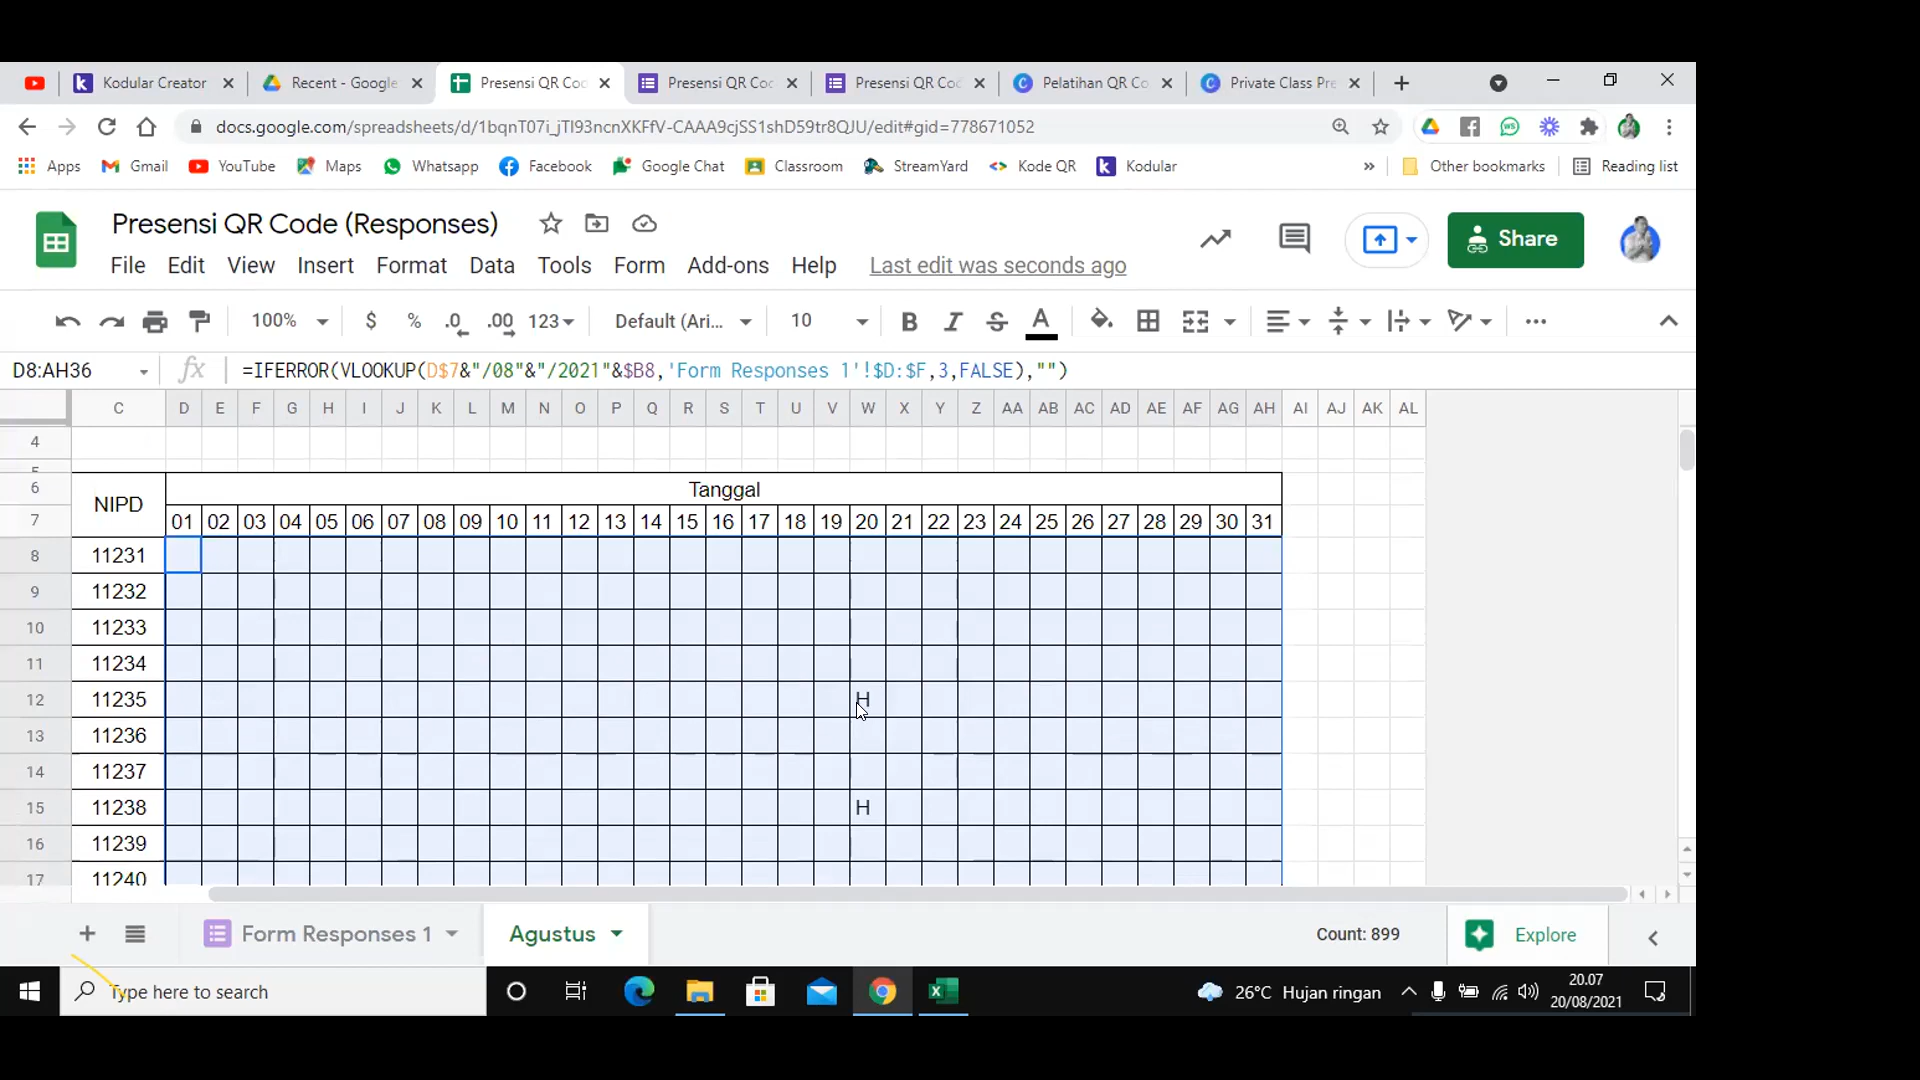 Kodular Creator
Recent - Google
Presensi QR Coc
Presensi QR Coc
Presensi QR Coc
Pelatihan QR Co
Private Class Pre
docs.google.com/spreadsheets/d/1bqnT07i_jTI93ncnXKFfV-CAAA9cjSS1shD59tr8QJU/edit#gid=778671052
Apps Gmail YouTube Maps Whatsapp Facebook Google Chat Classroom StreamYard Kode QR Kodular » Other bookmarks Reading list
Presensi QR Code (Responses)
Share
File Edit View Insert Format Data Tools Form Add-ons Help Last edit was seconds ago
100% $ % .0 .00 123 Default (Ari... 10 B I S A
D8:AH36 fx =IFERROR(VLOOKUP(D$7&"/08"&"/2021"&$B8,'Form Responses 1'!$D:$F,3,FALSE),"")
C D E F G H I J K L M N O P Q R S T U V W X Y Z AA AB AC AD AE AF AG AH AI AJ AK AL
4
5
6 NIPD Tanggal
7 01 02 03 04 05 06 07 08 09 10 11 12 13 14 15 16 17 18 19 20 21 22 23 24 25 26 27 28 29 30 31
8 11231
9 11232
10 11233
11 11234
12 11235 H
13 11236
14 11237
15 11238 H
16 11239
17 11240
Form Responses 1 Agustus Count: 899 Explore
Type here to search
26°C Hujan ringan
20.07
20/08/2021